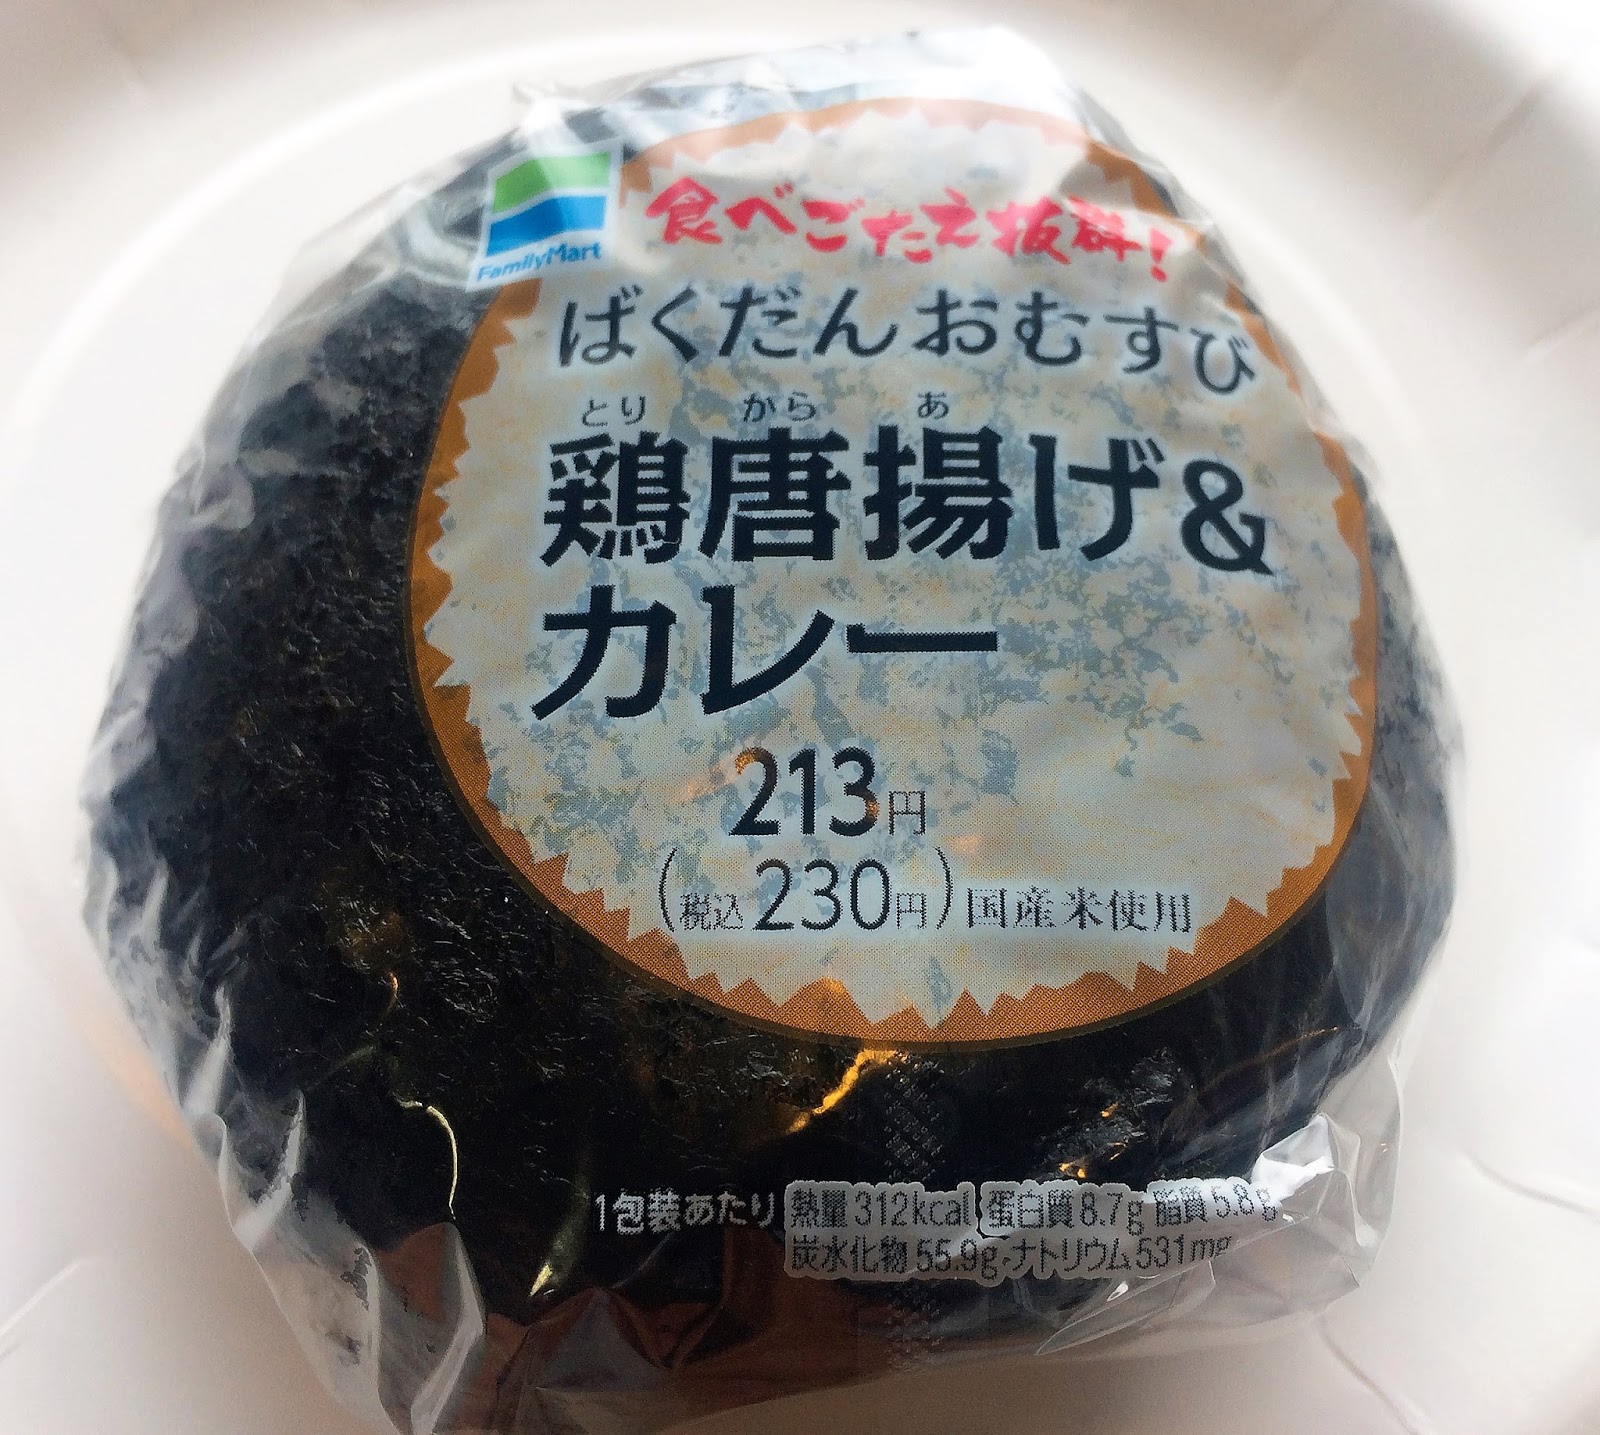 FamilyMart
食べごたえ抜群!
ばくだんおむすび
とり から あ
鶏唐揚げ&
カレー
213円
(税込230円)国産米使用
1包装あたり 熱量312kcal 蛋白質8.7g 脂質5.8g
炭水化物55.9g ナトリウム531mg